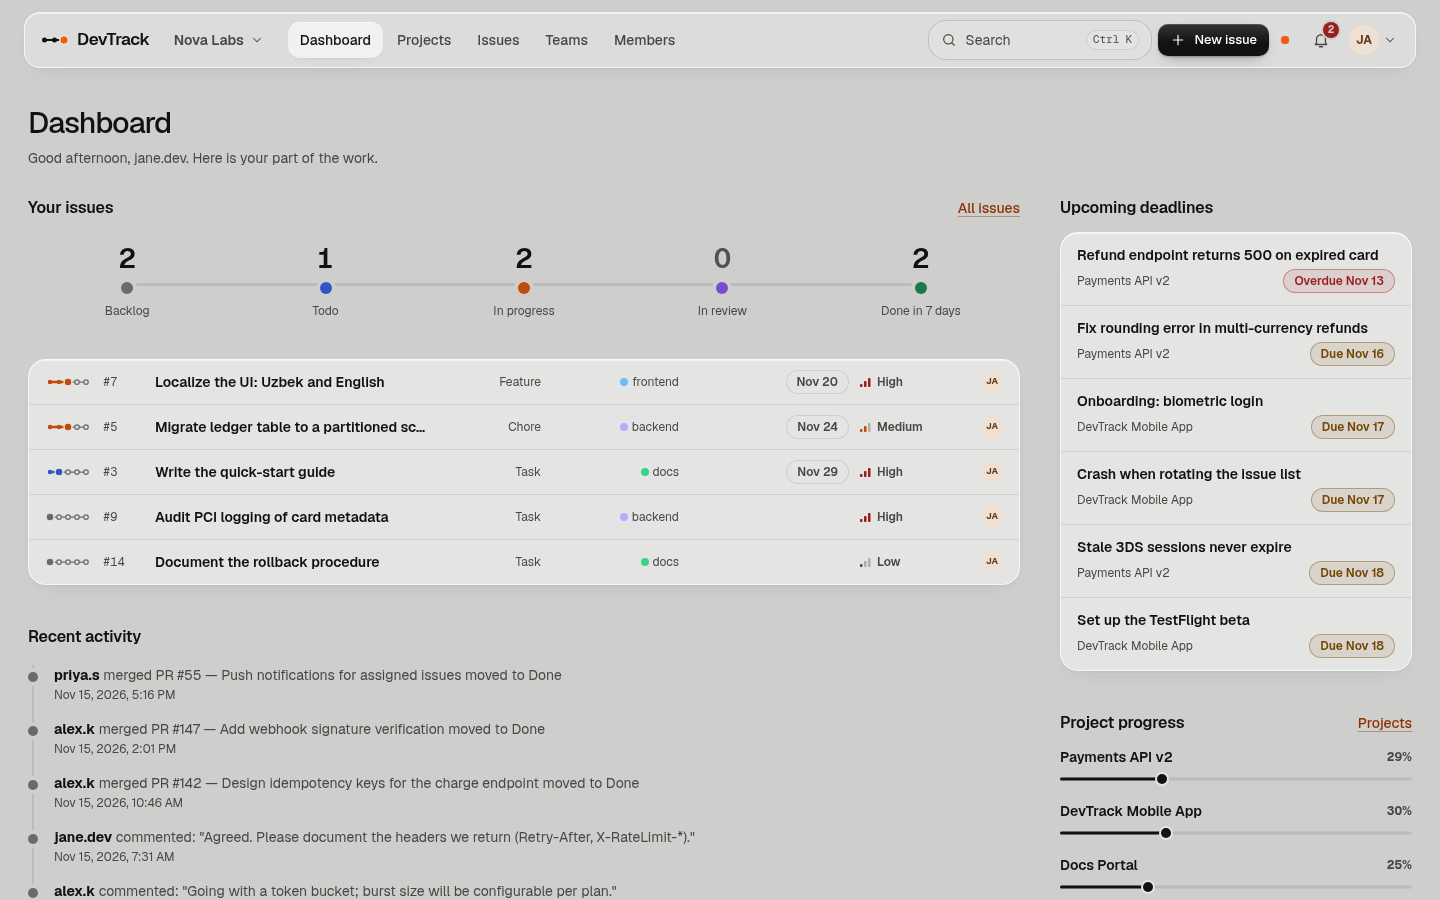 DevTrack
Nova Labs
Dashboard
Projects
Issues
Teams
Members
Search
Ctrl K
New issue
2
JA
Dashboard
Good afternoon, jane.dev. Here is your part of the work.
Your issues
All issues
2
1
2
0
2
Backlog
Todo
In progress
In review
Done in 7 days
#7 Localize the UI: Uzbek and English Feature frontend Nov 20 High JA
#5 Migrate ledger table to a partitioned sc... Chore backend Nov 24 Medium JA
#3 Write the quick-start guide Task docs Nov 29 High JA
#9 Audit PCI logging of card metadata Task backend High JA
#14 Document the rollback procedure Task docs Low JA
Recent activity
priya.s merged PR #55 — Push notifications for assigned issues moved to Done
Nov 15, 2026, 5:16 PM
alex.k merged PR #147 — Add webhook signature verification moved to Done
Nov 15, 2026, 2:01 PM
alex.k merged PR #142 — Design idempotency keys for the charge endpoint moved to Done
Nov 15, 2026, 10:46 AM
jane.dev commented: "Agreed. Please document the headers we return (Retry-After, X-RateLimit-*)."
Nov 15, 2026, 7:31 AM
alex.k commented: "Going with a token bucket; burst size will be configurable per plan."
Upcoming deadlines
Refund endpoint returns 500 on expired card
Payments API v2 Overdue Nov 13
Fix rounding error in multi-currency refunds
Payments API v2 Due Nov 16
Onboarding: biometric login
DevTrack Mobile App Due Nov 17
Crash when rotating the issue list
DevTrack Mobile App Due Nov 17
Stale 3DS sessions never expire
Payments API v2 Due Nov 18
Set up the TestFlight beta
DevTrack Mobile App Due Nov 18
Project progress
Projects
Payments API v2 29%
DevTrack Mobile App 30%
Docs Portal 25%